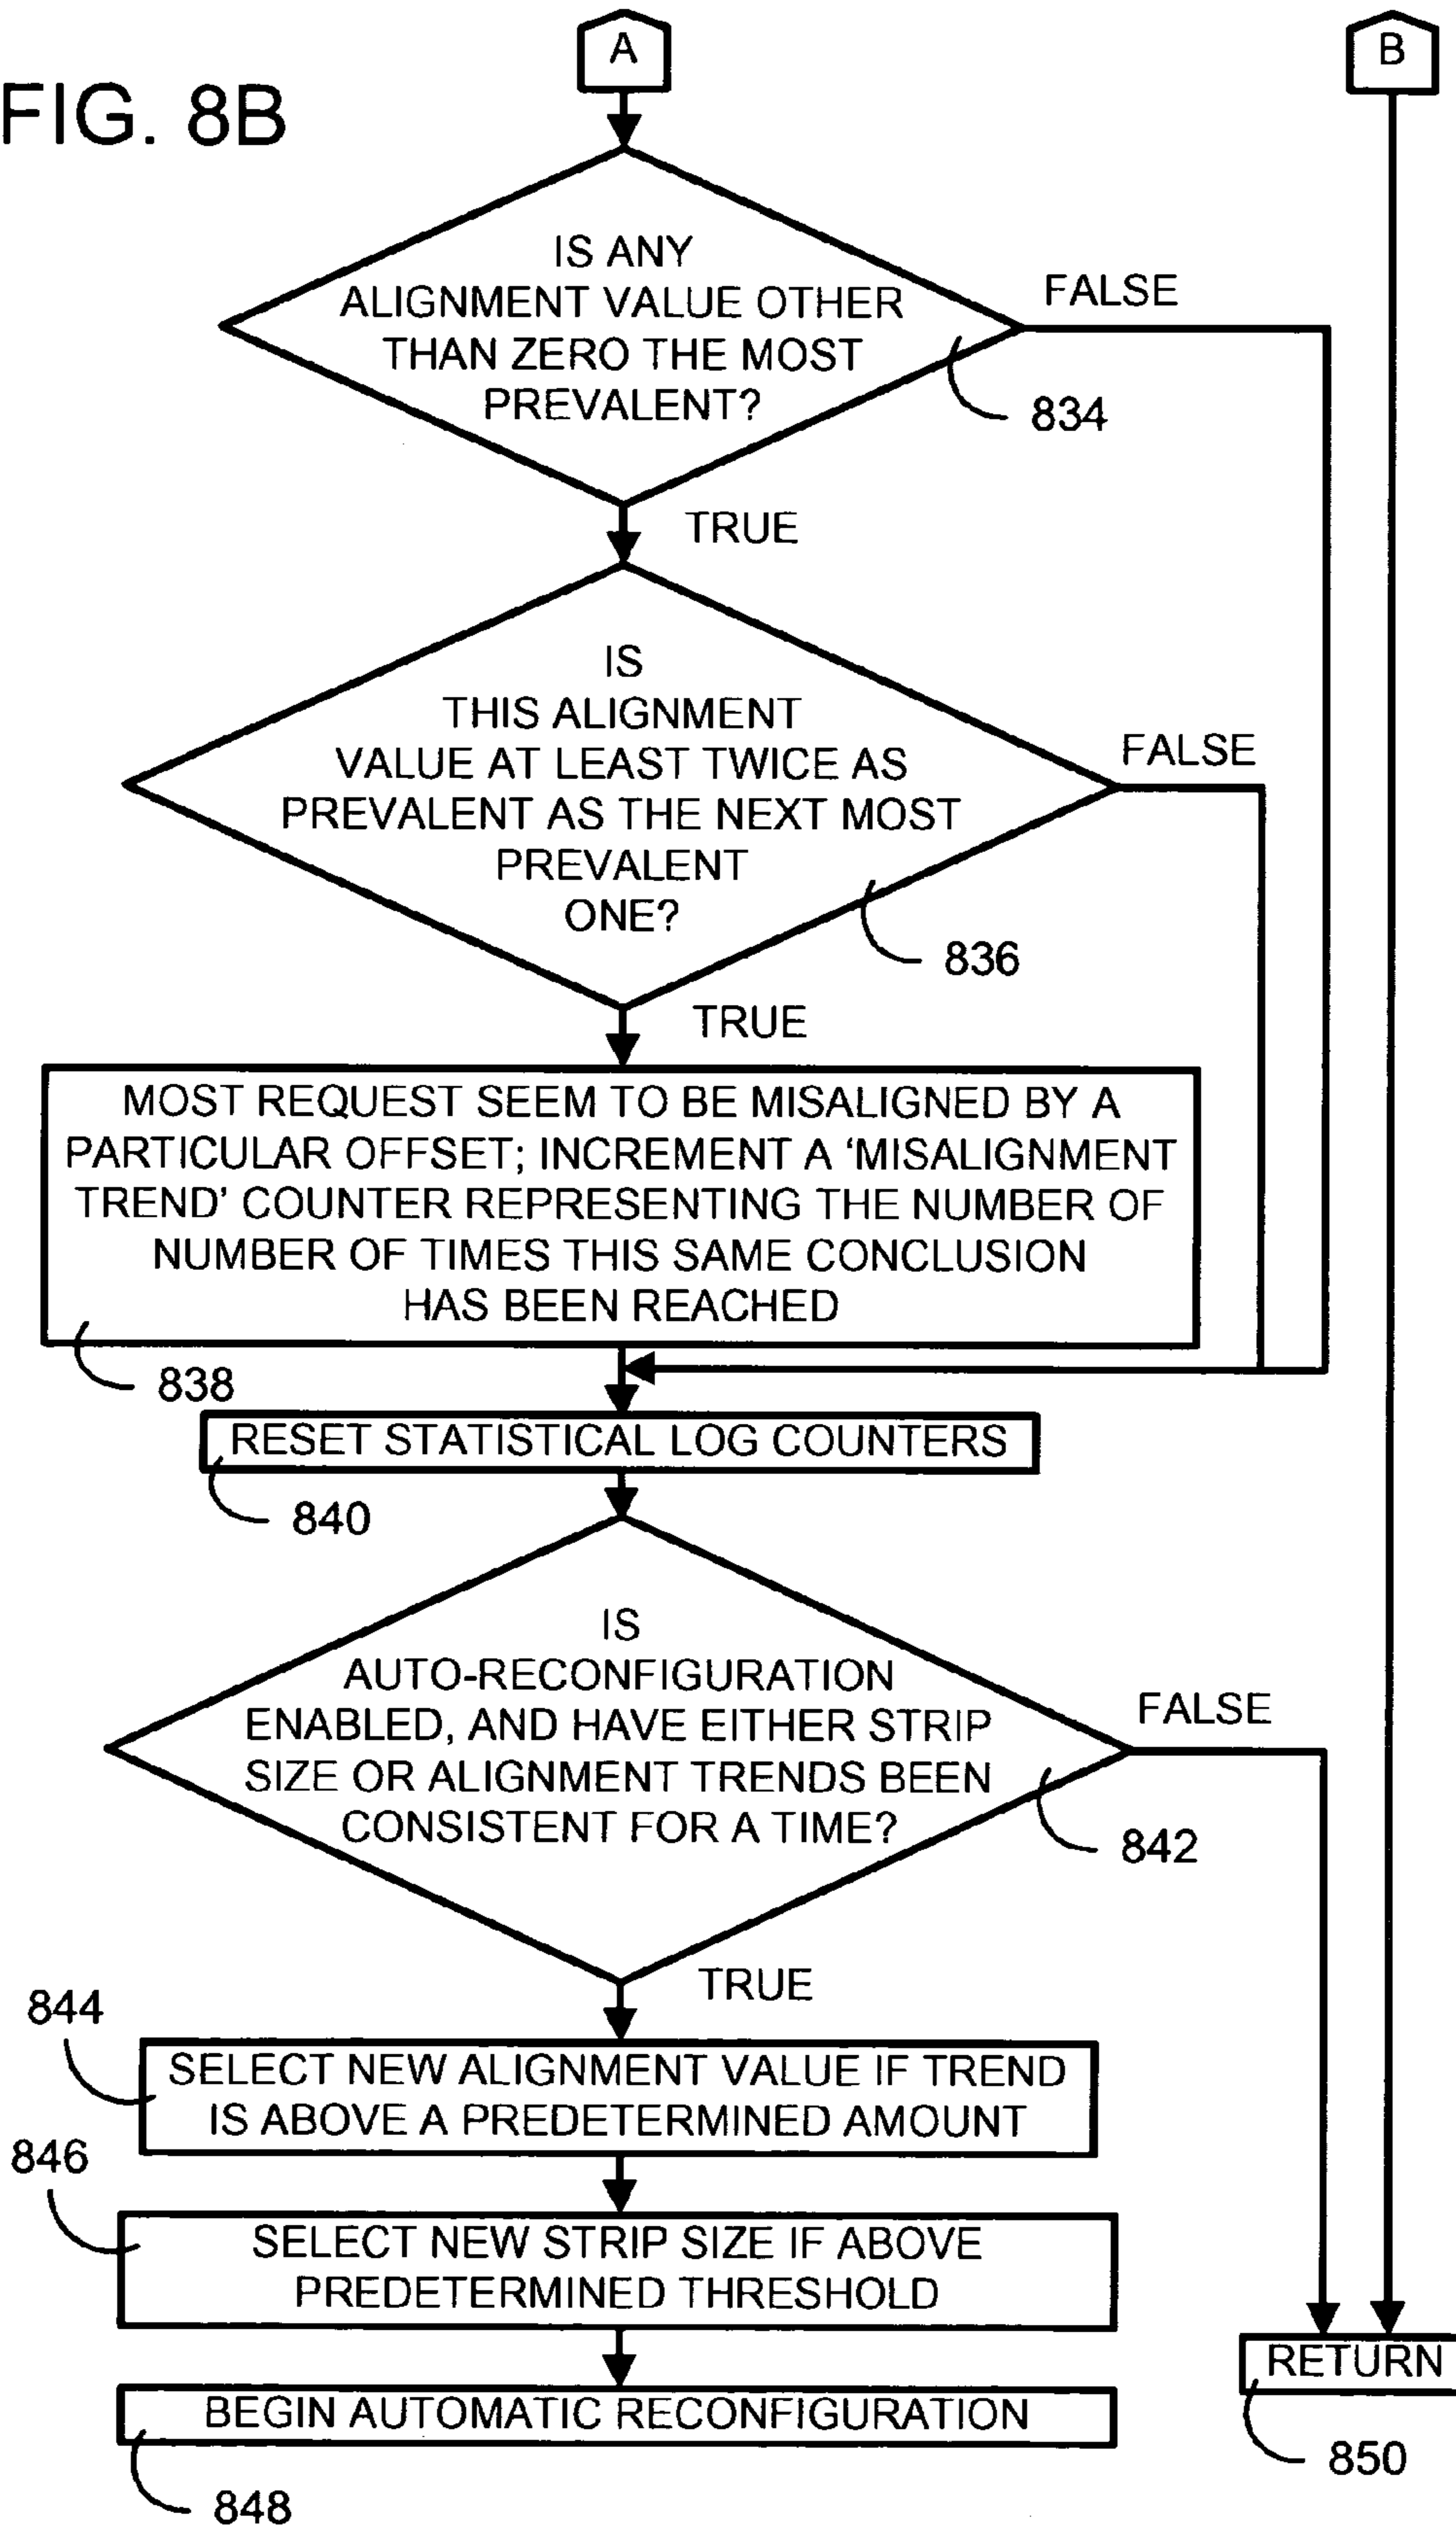 A
B
FIG. 8B
IS ANY
ALIGNMENT VALUE OTHER
THAN ZERO THE MOST
PREVALENT?
FALSE
834
TRUE
IS
THIS ALIGNMENT
VALUE AT LEAST TWICE AS
PREVALENT AS THE NEXT MOST
PREVALENT
ONE?
FALSE
836
TRUE
MOST REQUEST SEEM TO BE MISALIGNED BY A
PARTICULAR OFFSET; INCREMENT A ‘MISALIGNMENT
TREND’ COUNTER REPRESENTING THE NUMBER OF
NUMBER OF TIMES THIS SAME CONCLUSION
HAS BEEN REACHED
838
RESET STATISTICAL LOG COUNTERS
840
IS
AUTO-RECONFIGURATION
ENABLED, AND HAVE EITHER STRIP
SIZE OR ALIGNMENT TRENDS BEEN
CONSISTENT FOR A TIME?
FALSE
842
TRUE
844
SELECT NEW ALIGNMENT VALUE IF TREND
IS ABOVE A PREDETERMINED AMOUNT
846
SELECT NEW STRIP SIZE IF ABOVE
PREDETERMINED THRESHOLD
BEGIN AUTOMATIC RECONFIGURATION
848
RETURN
850